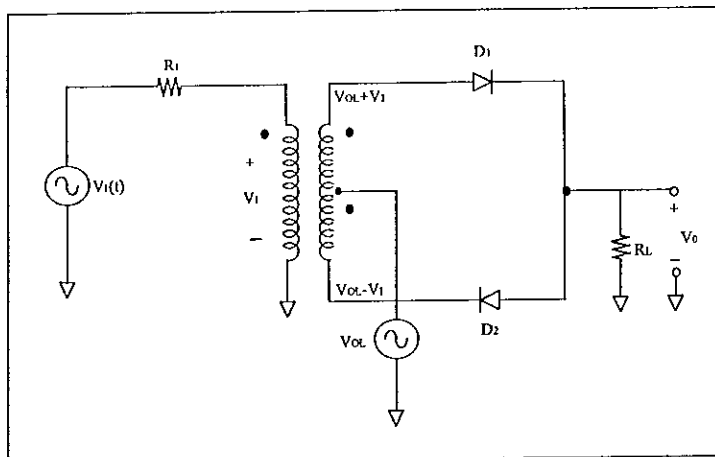 R1
D1
VOL+V1
V1(t)
+
V1
−
+
V0
−
RL
VOL-V1
D2
VOL